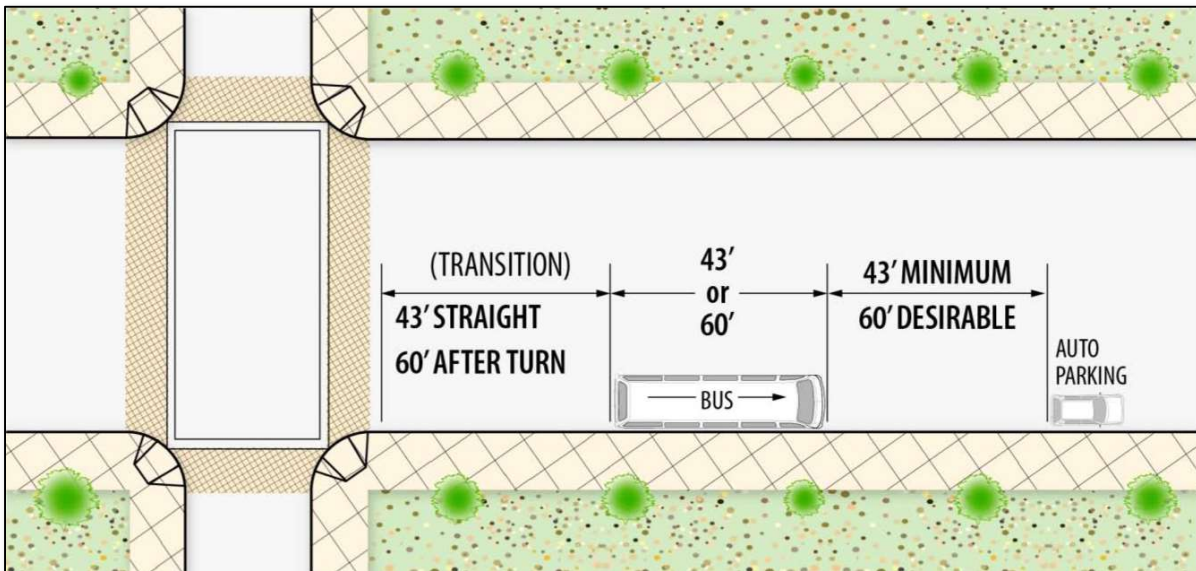 (TRANSITION)
43' STRAIGHT
60' AFTER TURN
43'
or
60'
43' MINIMUM
60' DESIRABLE
AUTO
PARKING
BUS